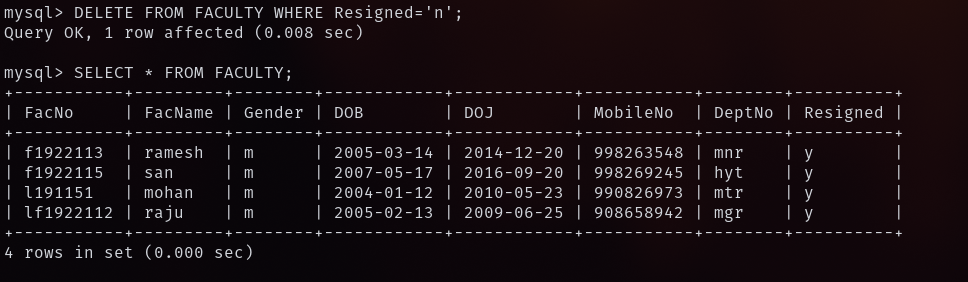 mysql> DELETE FROM FACULTY WHERE Resigned='n';
Query OK, 1 row affected (0.008 sec)
mysql> SELECT * FROM FACULTY;
+-----------+---------+--------+------------+------------+-----------+--------+----------+
| FacNo     | FacName | Gender | DOB        | DOJ        | MobileNo  | DeptNo | Resigned |
+-----------+---------+--------+------------+------------+-----------+--------+----------+
| f1922113  | ramesh  | m      | 2005-03-14 | 2014-12-20 | 998263548 | mnr    | y        |
| f1922115  | san     | m      | 2007-05-17 | 2016-09-20 | 998269245 | hyt    | y        |
| l191151   | mohan   | m      | 2004-01-12 | 2010-05-23 | 990826973 | mtr    | y        |
| lf1922112 | raju    | m      | 2005-02-13 | 2009-06-25 | 908658942 | mgr    | y        |
+-----------+---------+--------+------------+------------+-----------+--------+----------+
4 rows in set (0.000 sec)